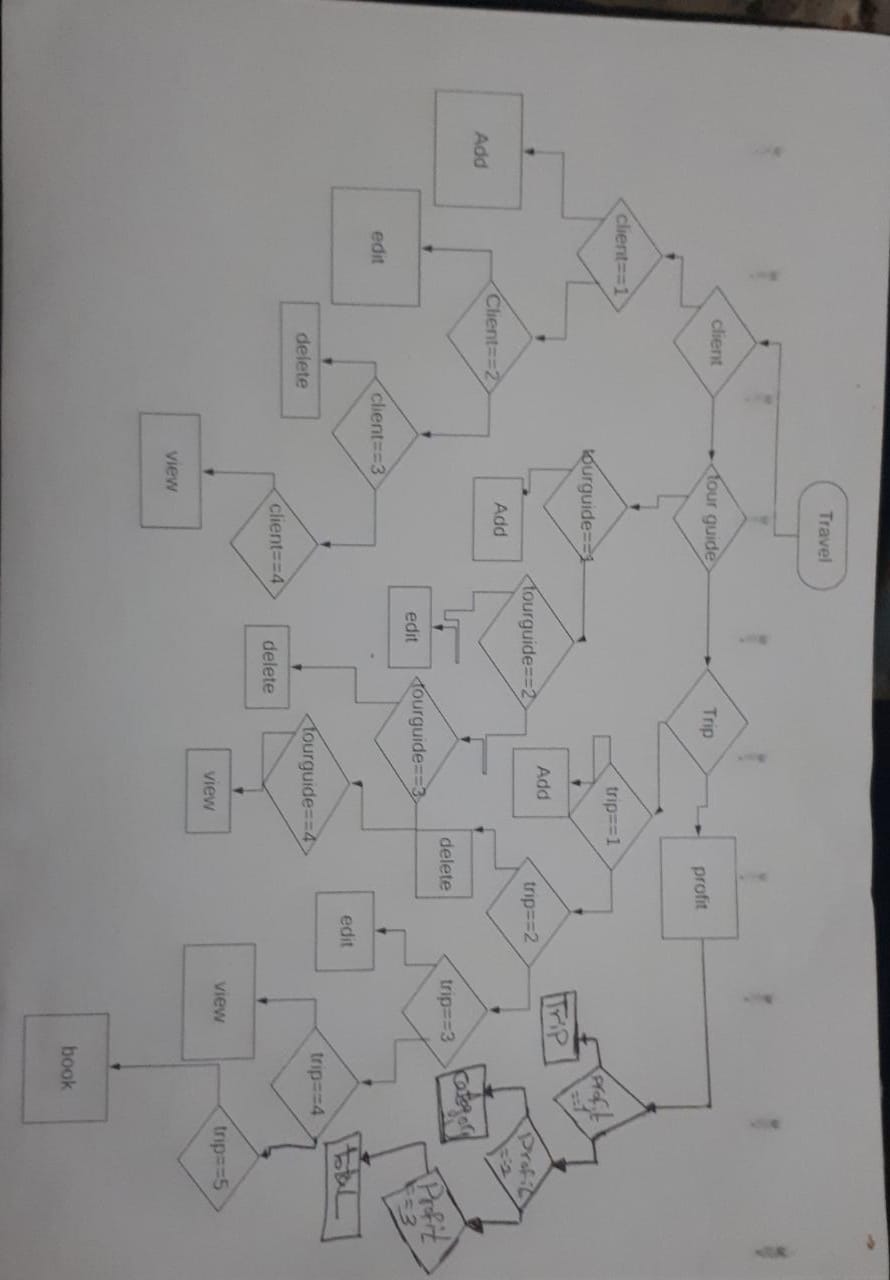 Travel
client
tour guide
Trip
profit
client==1
tourguide==1
trip==1
Profit
==1
Add
Client==2
Add
tourguide==2
Add
trip==2
Trip
Profit
==2
edit
client==3
edit
tourguide==3
delete
trip==3
Category
Profit
==3
delete
client==4
delete
tourguide==4
edit
trip==4
total
view
view
view
trip==5
book